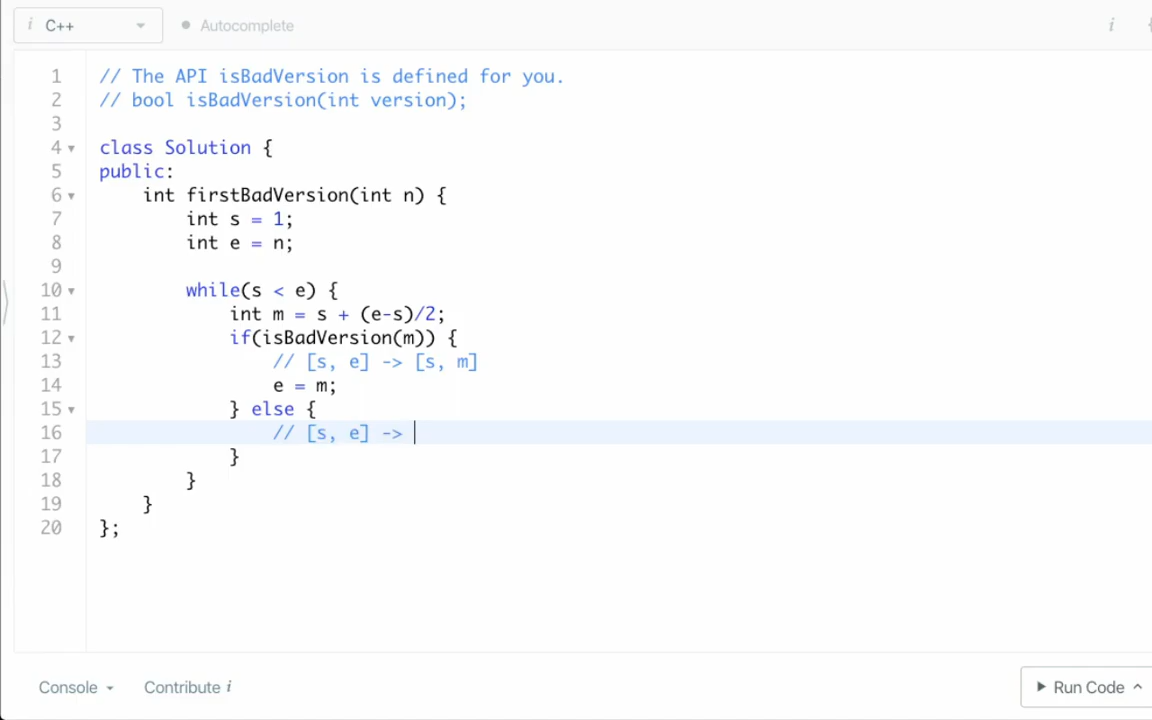 i C++
Autocomplete
i
1 // The API isBadVersion is defined for you.
2 // bool isBadVersion(int version);
3
4 class Solution {
5 public:
6 int firstBadVersion(int n) {
7 int s = 1;
8 int e = n;
9
10 while(s < e) {
11 int m = s + (e-s)/2;
12 if(isBadVersion(m)) {
13 // [s, e] -> [s, m]
14 e = m;
15 } else {
16 // [s, e] ->
17 }
18 }
19 }
20 };
Console Contribute i Run Code